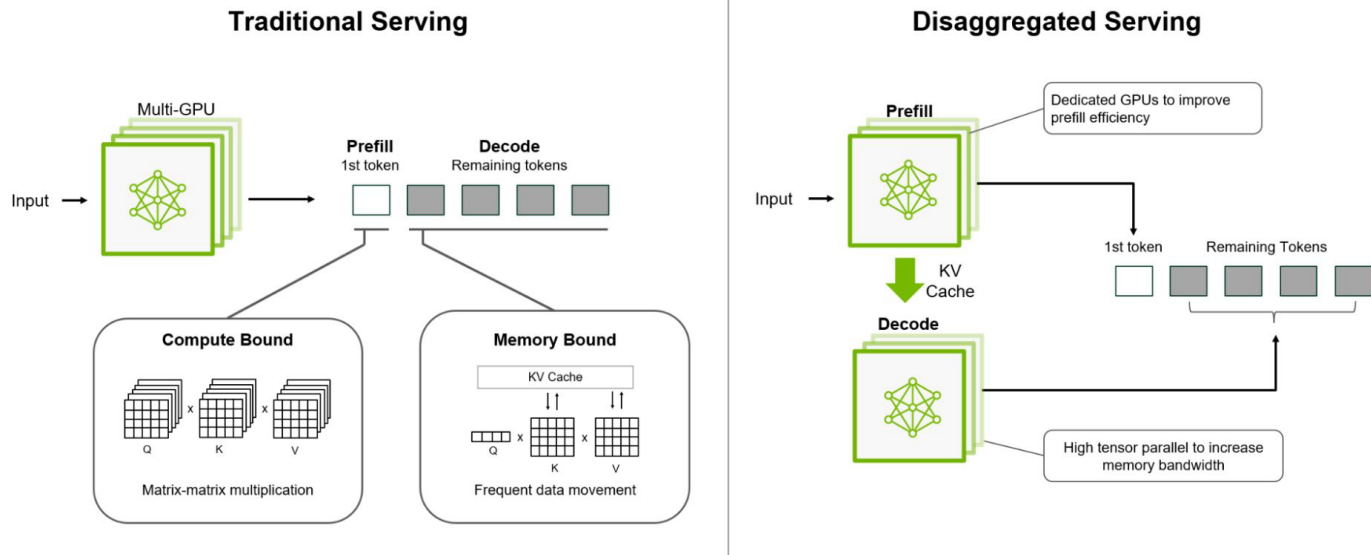 Traditional Serving
Multi-GPU
Input
Prefill
1st token
Decode
Remaining tokens
Compute Bound
x
x
Q
K
V
Matrix-matrix multiplication
Memory Bound
KV Cache
x
x
Q
K
V
Frequent data movement
Disaggregated Serving
Dedicated GPUs to improve
prefill efficiency
Prefill
Input
1st token
Remaining Tokens
KV
Cache
Decode
High tensor parallel to increase
memory bandwidth